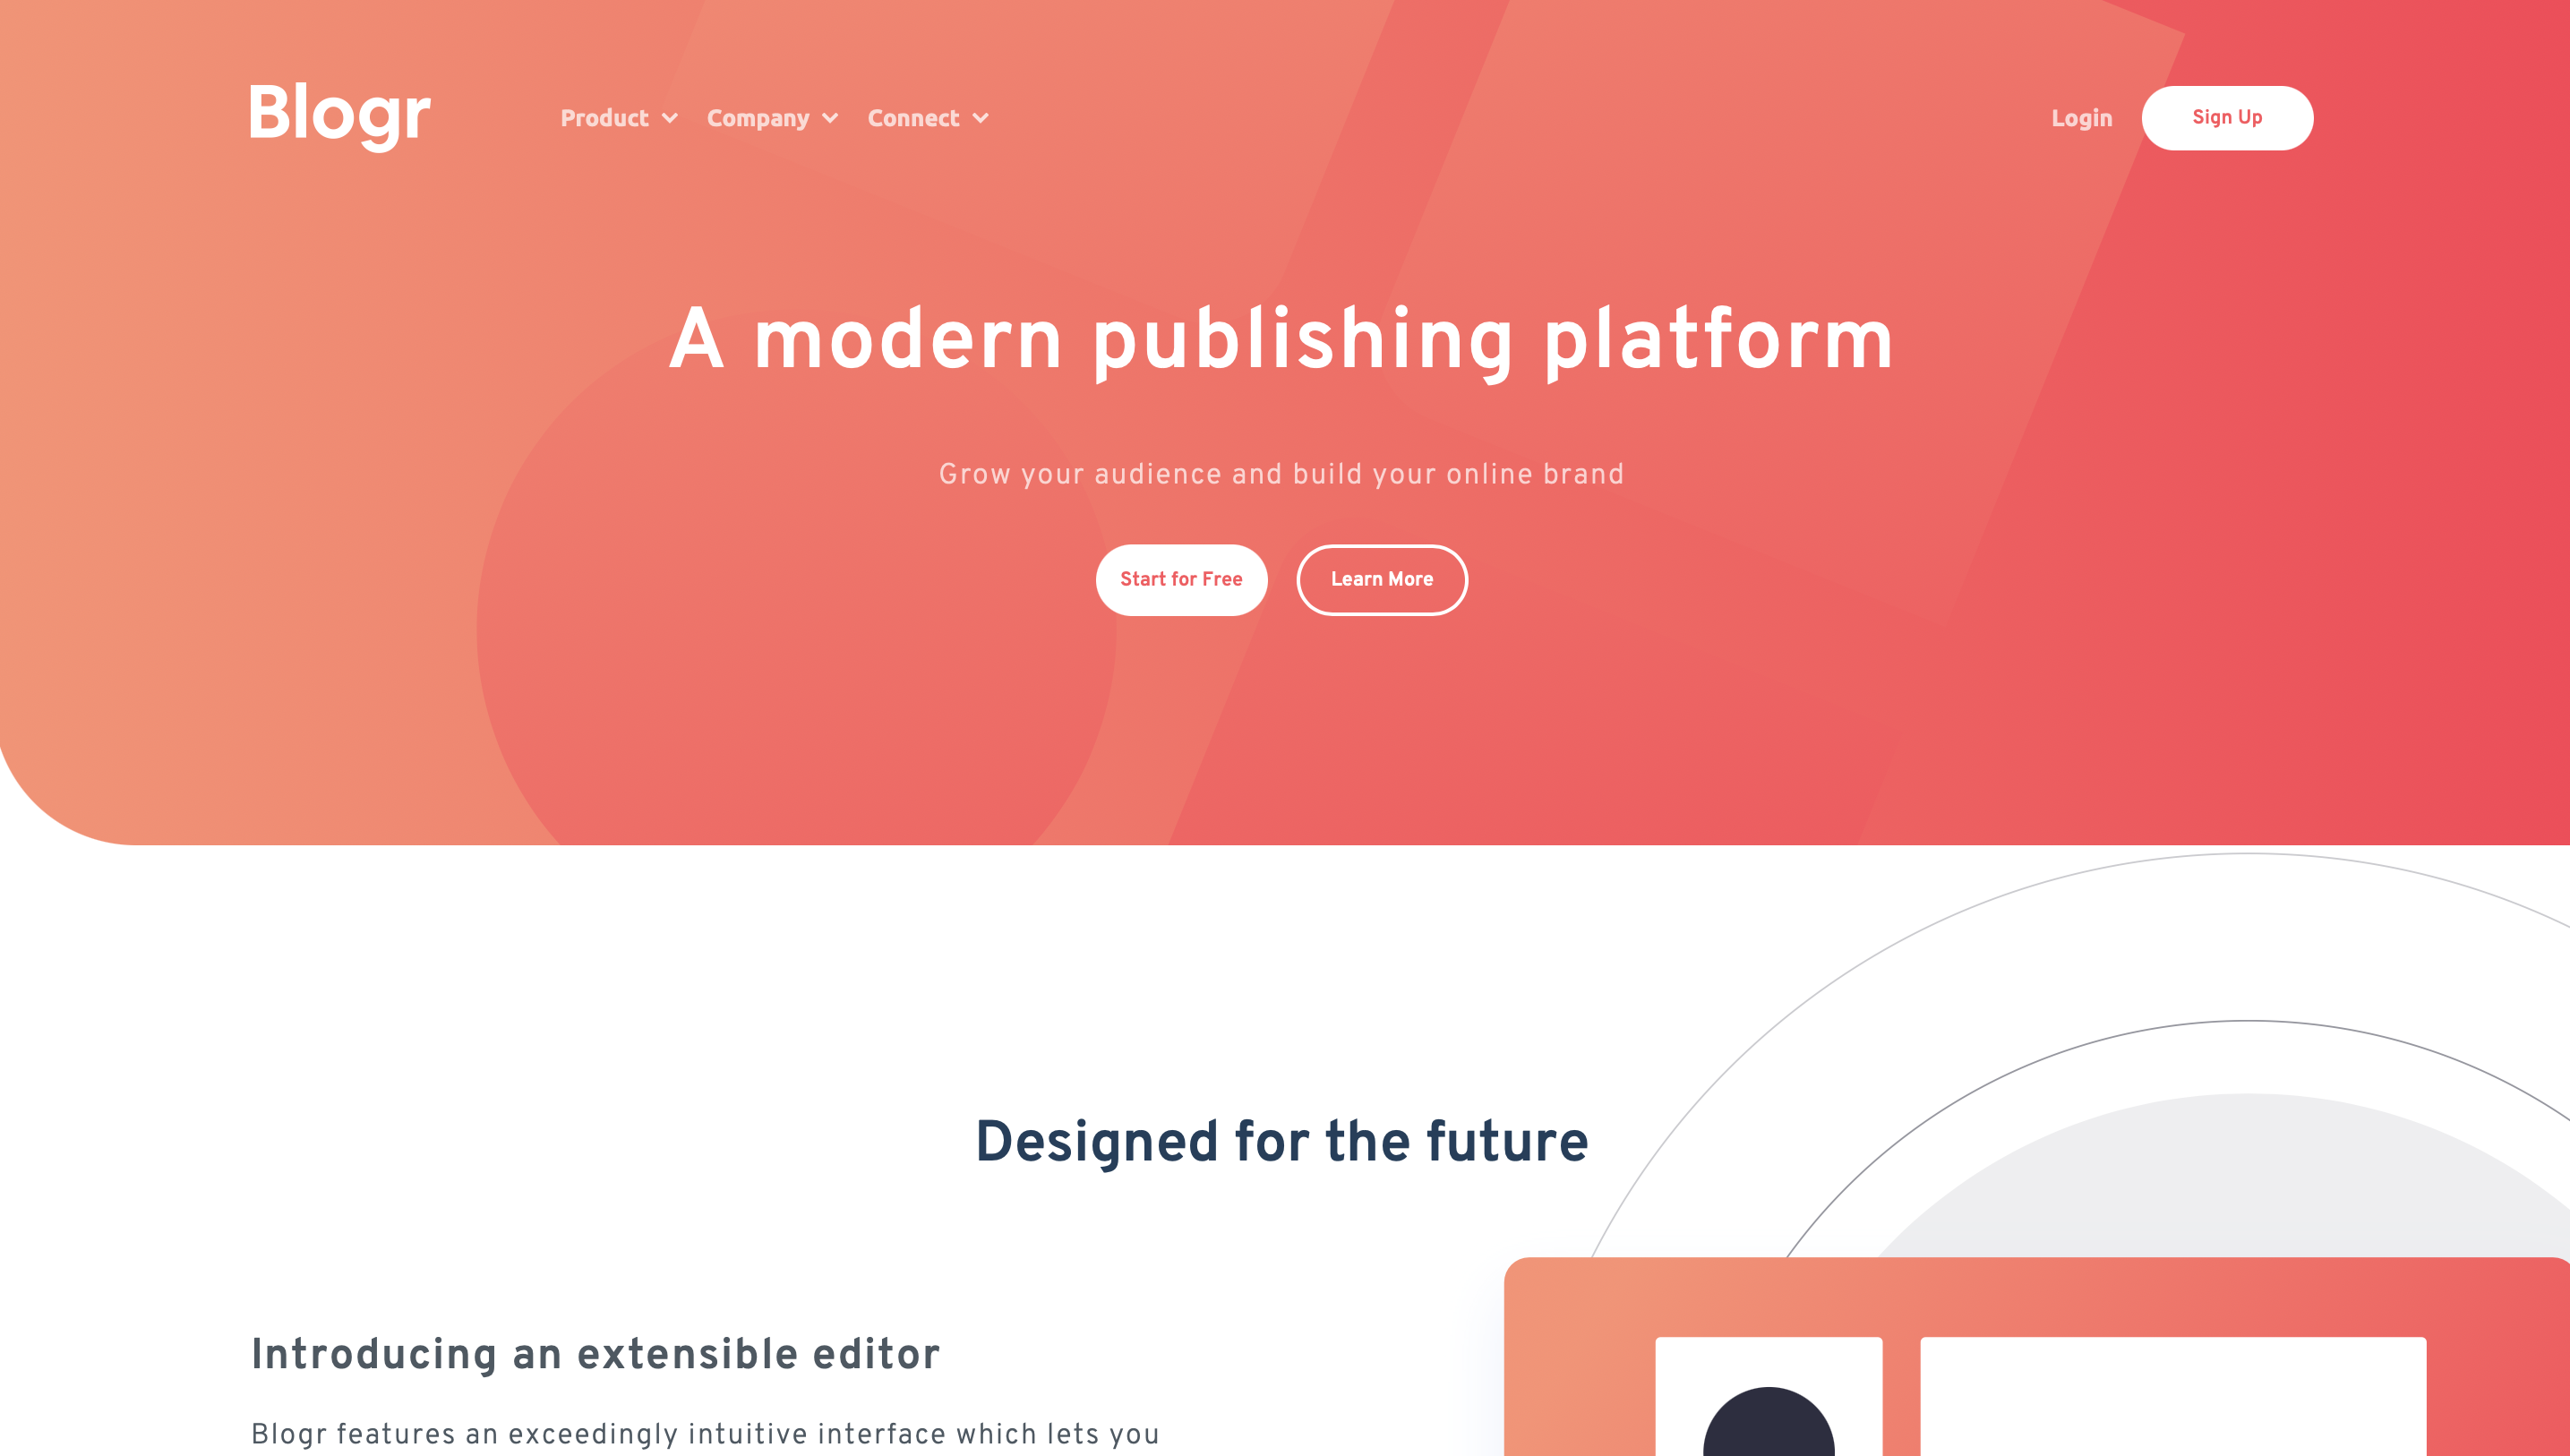 Blogr Product Company Connect Login Sign Up
A modern publishing platform
Grow your audience and build your online brand
Start for Free Learn More
Designed for the future
Introducing an extensible editor
Blogr features an exceedingly intuitive interface which lets you